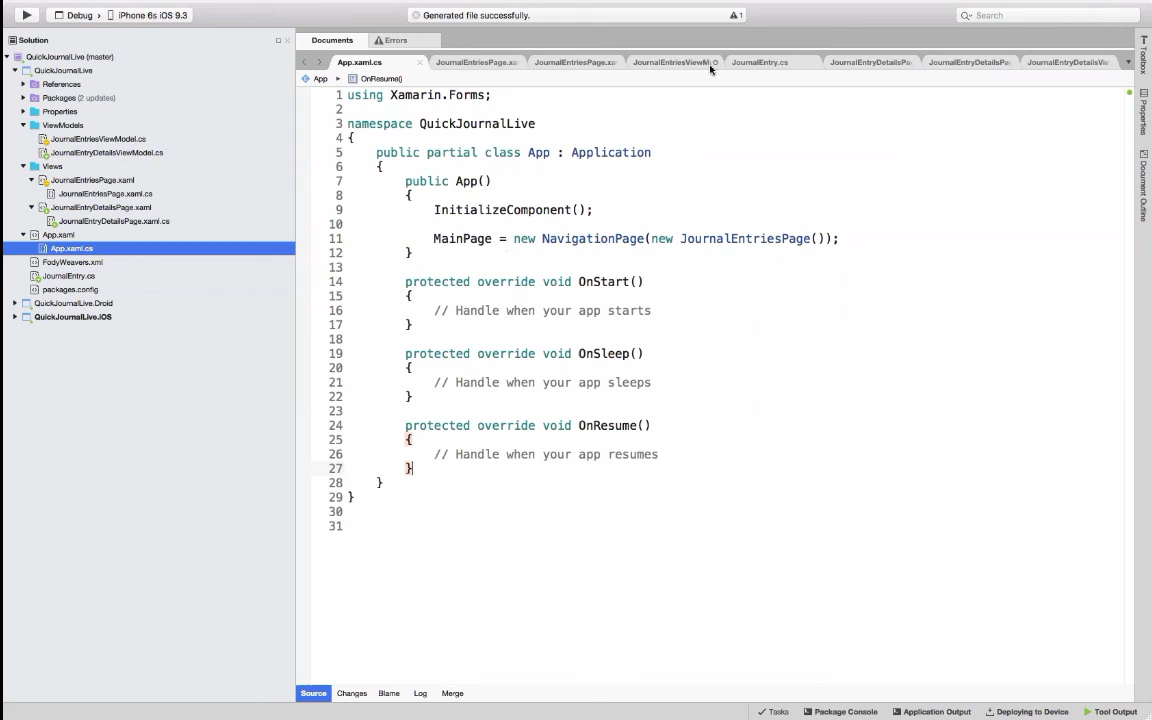 Debug › iPhone 6s iOS 9.3
Generated file successfully.
1
Search
Solution
Documents
Errors
App.xaml.cs
JournalEntriesPage.xa
JournalEntriesPage.xa
JournalEntriesViewM
JournalEntry.cs
JournalEntryDetailsPa
JournalEntryDetailsPa
JournalEntryDetailsVie
App
OnResume()
QuickJournalLive (master)
QuickJournalLive
References
Packages (2 updates)
Properties
ViewModels
JournalEntriesViewModel.cs
JournalEntryDetailsViewModel.cs
Views
JournalEntriesPage.xaml
JournalEntriesPage.xaml.cs
JournalEntryDetailsPage.xaml
JournalEntryDetailsPage.xaml.cs
App.xaml
App.xaml.cs
FodyWeavers.xml
JournalEntry.cs
packages.config
QuickJournalLive.Droid
QuickJournalLive.iOS
1 using Xamarin.Forms;
2
3 namespace QuickJournalLive
4 {
5 public partial class App : Application
6 {
7 public App()
8 {
9 InitializeComponent();
10
11 MainPage = new NavigationPage(new JournalEntriesPage());
12 }
13
14 protected override void OnStart()
15 {
16 // Handle when your app starts
17 }
18
19 protected override void OnSleep()
20 {
21 // Handle when your app sleeps
22 }
23
24 protected override void OnResume()
25 {
26 // Handle when your app resumes
27 }
28 }
29 }
30
31
Toolbox
Properties
Document Outline
Source
Changes
Blame
Log
Merge
Tasks
Package Console
Application Output
Deploying to Device
Tool Output